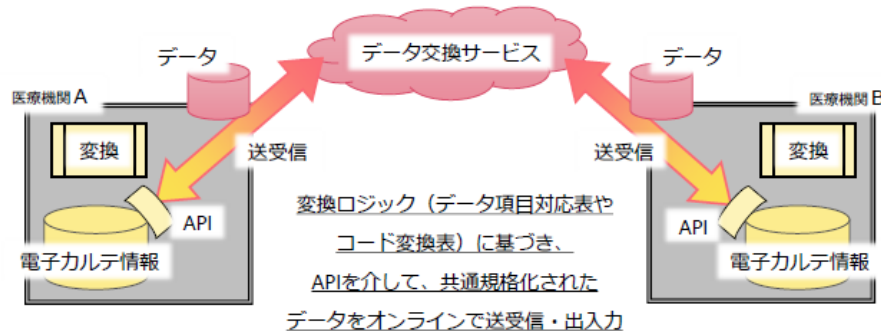 データ交換サービス
データ
データ
医療機関A
医療機関B
変換
変換
送受信
送受信
API
API
電子カルテ情報
電子カルテ情報
変換ロジック（データ項目対応表や
コード変換表）に基づき、
APIを介して、共通規格化された
データをオンラインで送受信・出入力